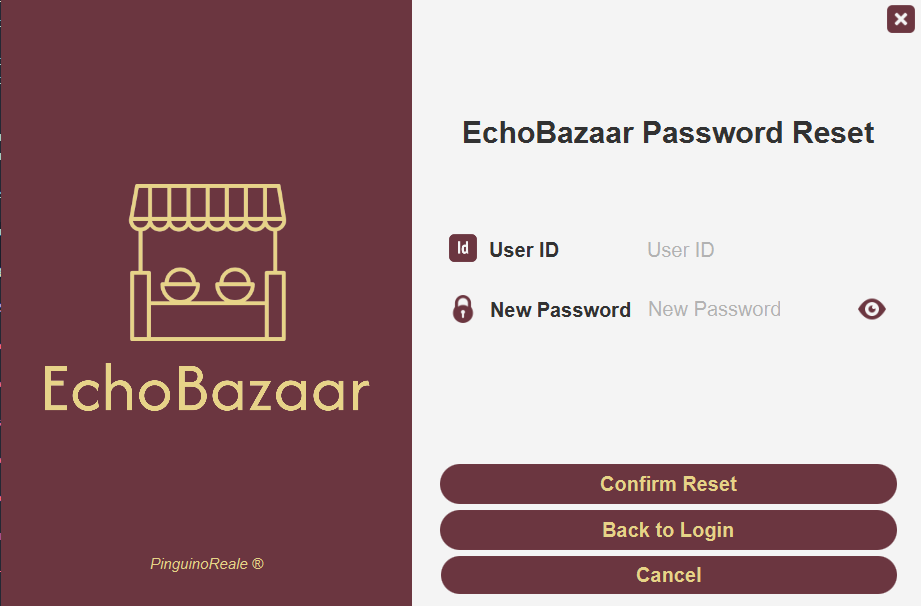 EchoBazaar
PinguinoReale ®
EchoBazaar Password Reset
Id User ID User ID
New Password New Password
Confirm Reset
Back to Login
Cancel